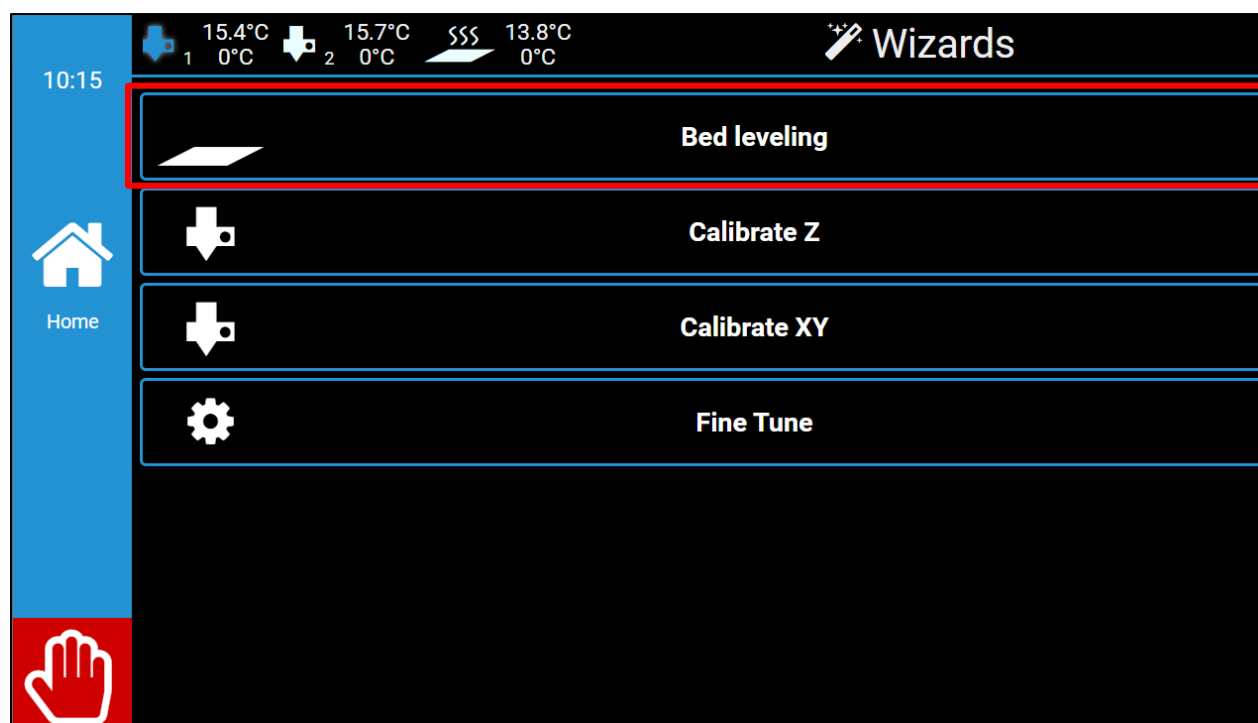 10:15
1 15.4°C 2 15.7°C 13.8°C
0°C 0°C 0°C
Wizards
Bed leveling
Calibrate Z
Home
Calibrate XY
Fine Tune